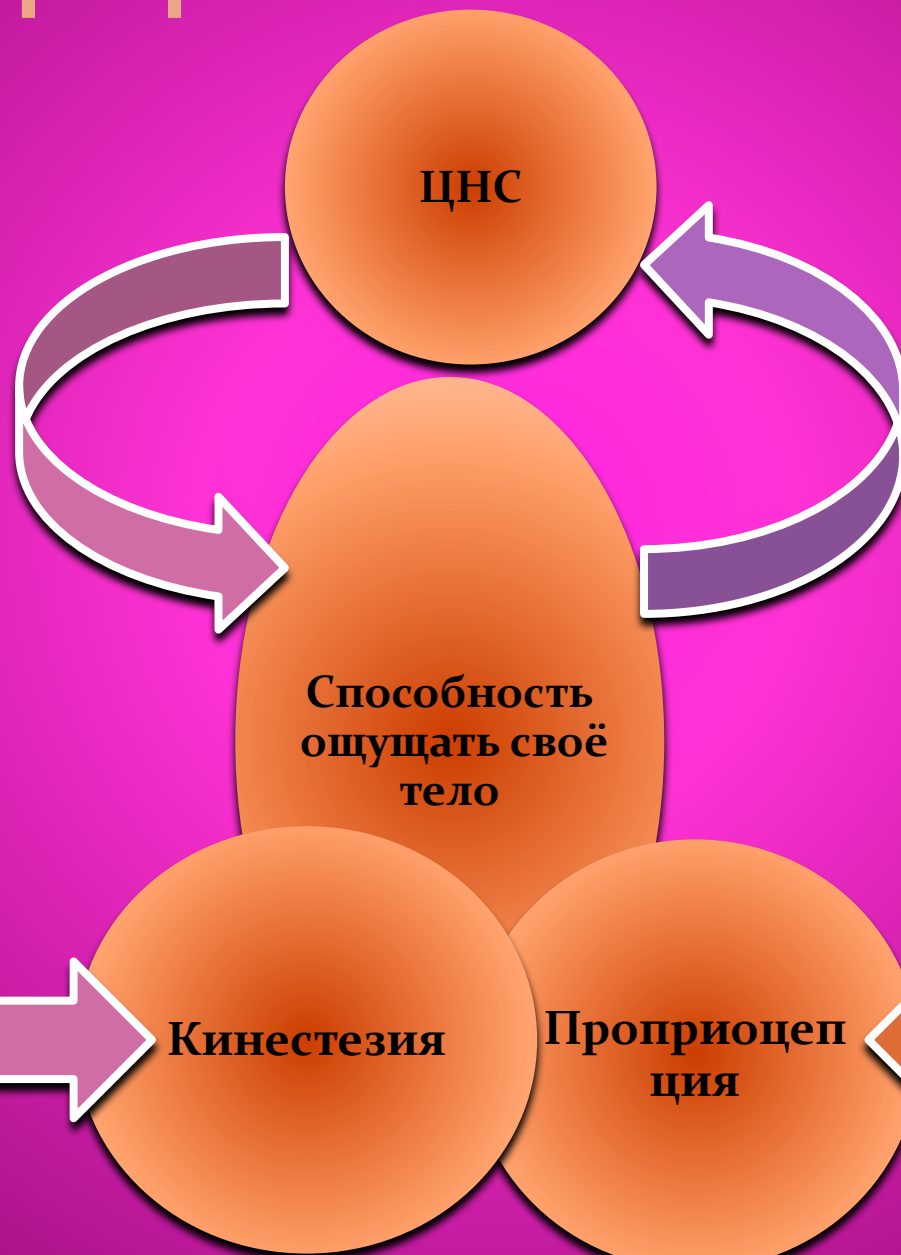 ЦНС
Способность
ощущать своё
тело
Кинестезия
Проприоцеп
ция